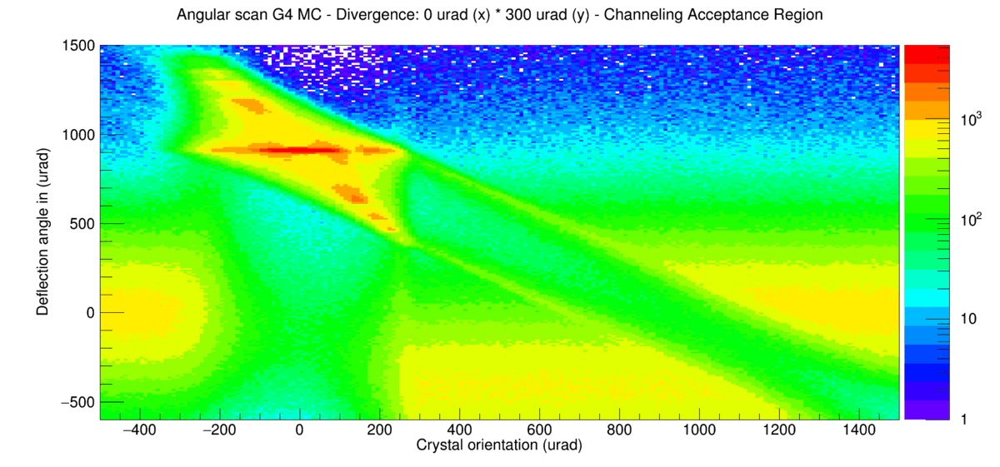 Angular scan G4 MC - Divergence: 0 urad (x) * 300 urad (y) - Channeling Acceptance Region
Deflection angle in (urad)
1500
1000
500
0
−500
−400 −200 0 200 400 600 800 1000 1200 1400
Crystal orientation (urad)
10³
10²
10
1